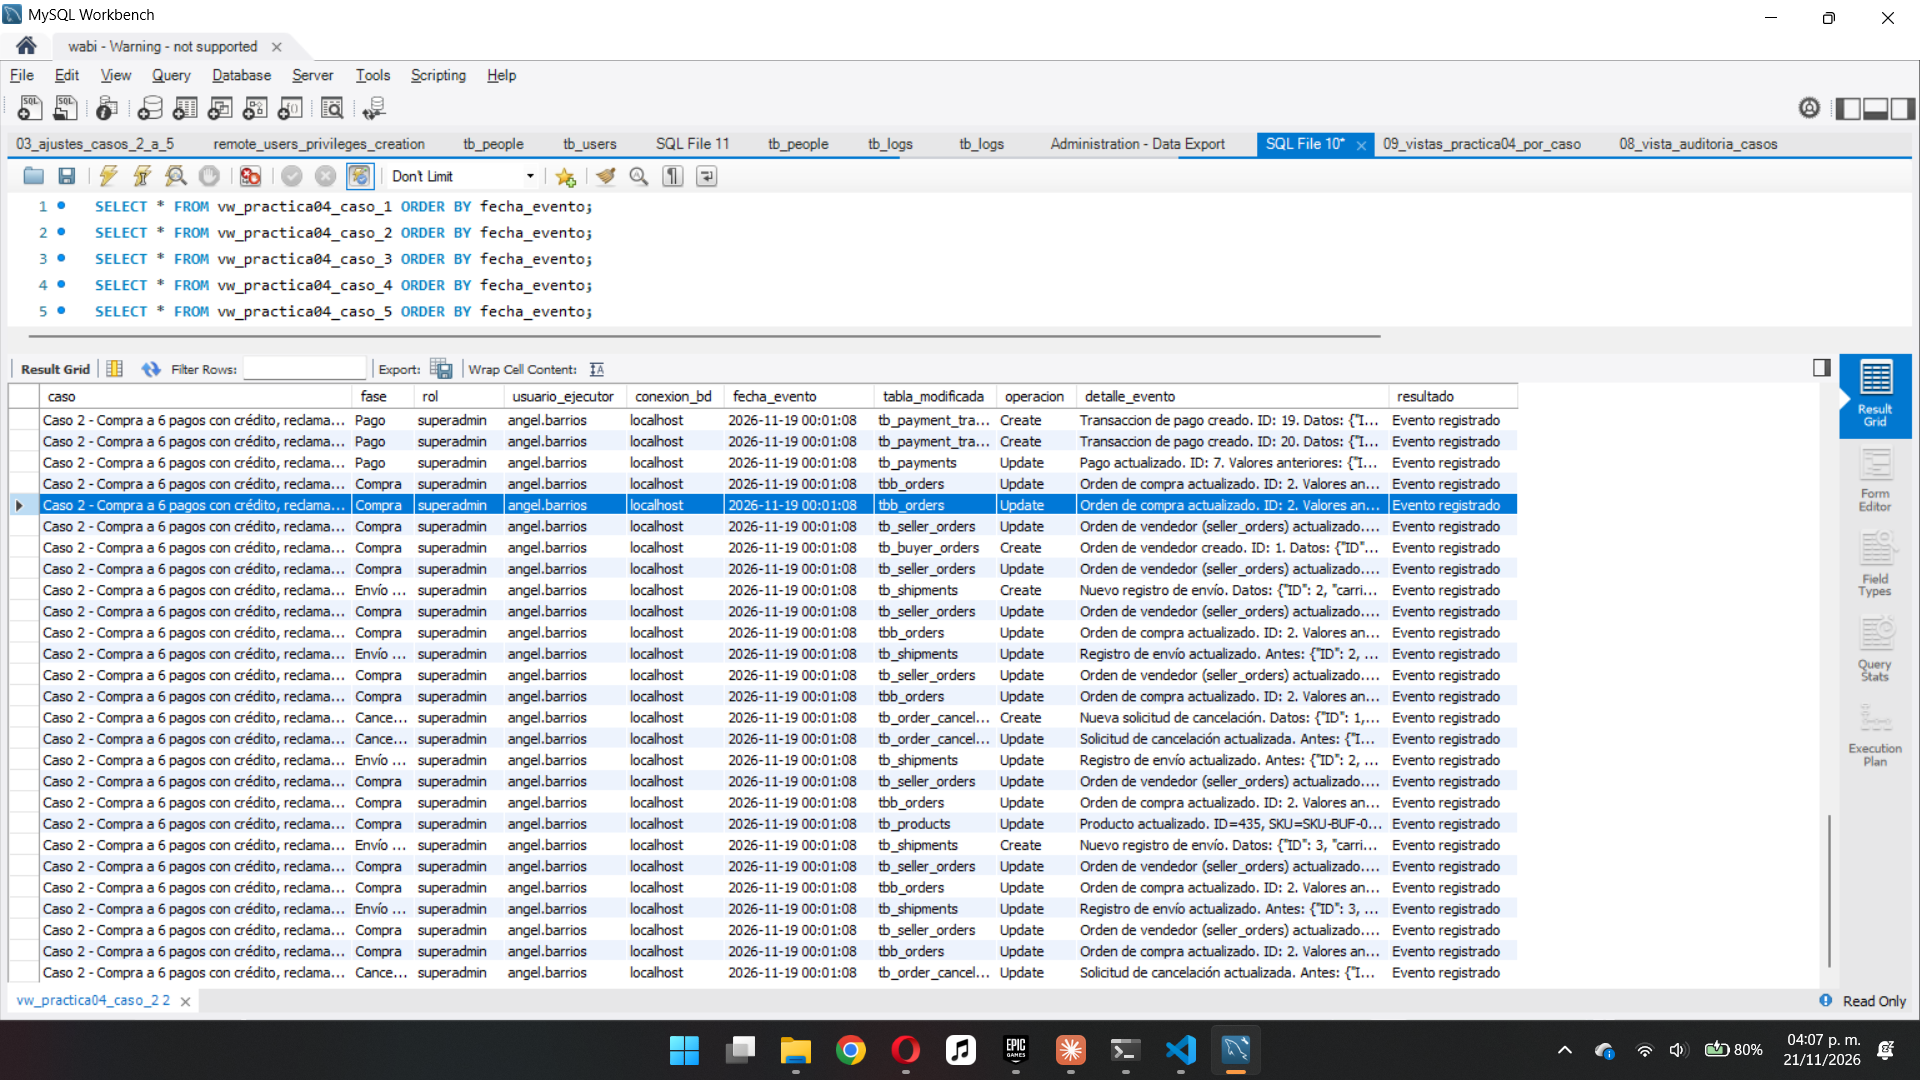 MySQL Workbench
wabi - Warning - not supported
File Edit View Query Database Server Tools Scripting Help
03_ajustes_casos_2_a_5 remote_users_privileges_creation tb_people tb_users SQL File 11 tb_people tb_logs tb_logs Administration - Data Export SQL File 10* 09_vistas_practica04_por_caso 08_vista_auditoria_casos
Don't Limit
1 SELECT * FROM vw_practica04_caso_1 ORDER BY fecha_evento;
2 SELECT * FROM vw_practica04_caso_2 ORDER BY fecha_evento;
3 SELECT * FROM vw_practica04_caso_3 ORDER BY fecha_evento;
4 SELECT * FROM vw_practica04_caso_4 ORDER BY fecha_evento;
5 SELECT * FROM vw_practica04_caso_5 ORDER BY fecha_evento;
Result Grid Filter Rows: Export: Wrap Cell Content:
caso fase rol usuario_ejecutor conexion_bd fecha_evento tabla_modificada operacion detalle_evento resultado
Caso 2 - Compra a 6 pagos con crédito, reclama... Pago superadmin angel.barrios localhost 2026-11-19 00:01:08 tb_payment_tra... Create Transaccion de pago creado. ID: 19. Datos: {"I... Evento registrado
Caso 2 - Compra a 6 pagos con crédito, reclama... Pago superadmin angel.barrios localhost 2026-11-19 00:01:08 tb_payment_tra... Create Transaccion de pago creado. ID: 20. Datos: {"I... Evento registrado
Caso 2 - Compra a 6 pagos con crédito, reclama... Pago superadmin angel.barrios localhost 2026-11-19 00:01:08 tb_payments Update Pago actualizado. ID: 7. Valores anteriores: {"I... Evento registrado
Caso 2 - Compra a 6 pagos con crédito, reclama... Compra superadmin angel.barrios localhost 2026-11-19 00:01:08 tbb_orders Update Orden de compra actualizado. ID: 2. Valores an... Evento registrado
Caso 2 - Compra a 6 pagos con crédito, reclama... Compra superadmin angel.barrios localhost 2026-11-19 00:01:08 tbb_orders Update Orden de compra actualizado. ID: 2. Valores an... Evento registrado
Caso 2 - Compra a 6 pagos con crédito, reclama... Compra superadmin angel.barrios localhost 2026-11-19 00:01:08 tb_seller_orders Update Orden de vendedor (seller_orders) actualizado.... Evento registrado
Caso 2 - Compra a 6 pagos con crédito, reclama... Compra superadmin angel.barrios localhost 2026-11-19 00:01:08 tb_buyer_orders Create Orden de vendedor creado. ID: 1. Datos: {"ID"... Evento registrado
Caso 2 - Compra a 6 pagos con crédito, reclama... Compra superadmin angel.barrios localhost 2026-11-19 00:01:08 tb_seller_orders Update Orden de vendedor (seller_orders) actualizado.... Evento registrado
Caso 2 - Compra a 6 pagos con crédito, reclama... Envío ... superadmin angel.barrios localhost 2026-11-19 00:01:08 tb_shipments Create Nuevo registro de envío. Datos: {"ID": 2, "carri... Evento registrado
Caso 2 - Compra a 6 pagos con crédito, reclama... Compra superadmin angel.barrios localhost 2026-11-19 00:01:08 tb_seller_orders Update Orden de vendedor (seller_orders) actualizado.... Evento registrado
Caso 2 - Compra a 6 pagos con crédito, reclama... Compra superadmin angel.barrios localhost 2026-11-19 00:01:08 tbb_orders Update Orden de compra actualizado. ID: 2. Valores an... Evento registrado
Caso 2 - Compra a 6 pagos con crédito, reclama... Envío ... superadmin angel.barrios localhost 2026-11-19 00:01:08 tb_shipments Update Registro de envío actualizado. Antes: {"ID": 2, ... Evento registrado
Caso 2 - Compra a 6 pagos con crédito, reclama... Compra superadmin angel.barrios localhost 2026-11-19 00:01:08 tb_seller_orders Update Orden de vendedor (seller_orders) actualizado.... Evento registrado
Caso 2 - Compra a 6 pagos con crédito, reclama... Compra superadmin angel.barrios localhost 2026-11-19 00:01:08 tbb_orders Update Orden de compra actualizado. ID: 2. Valores an... Evento registrado
Caso 2 - Compra a 6 pagos con crédito, reclama... Cance... superadmin angel.barrios localhost 2026-11-19 00:01:08 tb_order_cancel... Create Nueva solicitud de cancelación. Datos: {"ID": 1,... Evento registrado
Caso 2 - Compra a 6 pagos con crédito, reclama... Cance... superadmin angel.barrios localhost 2026-11-19 00:01:08 tb_order_cancel... Update Solicitud de cancelación actualizada. Antes: {"I... Evento registrado
Caso 2 - Compra a 6 pagos con crédito, reclama... Envío ... superadmin angel.barrios localhost 2026-11-19 00:01:08 tb_shipments Update Registro de envío actualizado. Antes: {"ID": 2, ... Evento registrado
Caso 2 - Compra a 6 pagos con crédito, reclama... Compra superadmin angel.barrios localhost 2026-11-19 00:01:08 tb_seller_orders Update Orden de vendedor (seller_orders) actualizado.... Evento registrado
Caso 2 - Compra a 6 pagos con crédito, reclama... Compra superadmin angel.barrios localhost 2026-11-19 00:01:08 tbb_orders Update Orden de compra actualizado. ID: 2. Valores an... Evento registrado
Caso 2 - Compra a 6 pagos con crédito, reclama... Compra superadmin angel.barrios localhost 2026-11-19 00:01:08 tb_products Update Producto actualizado. ID=435, SKU=SKU-BUF-0... Evento registrado
Caso 2 - Compra a 6 pagos con crédito, reclama... Envío ... superadmin angel.barrios localhost 2026-11-19 00:01:08 tb_shipments Create Nuevo registro de envío. Datos: {"ID": 3, "carri... Evento registrado
Caso 2 - Compra a 6 pagos con crédito, reclama... Compra superadmin angel.barrios localhost 2026-11-19 00:01:08 tb_seller_orders Update Orden de vendedor (seller_orders) actualizado.... Evento registrado
Caso 2 - Compra a 6 pagos con crédito, reclama... Compra superadmin angel.barrios localhost 2026-11-19 00:01:08 tbb_orders Update Orden de compra actualizado. ID: 2. Valores an... Evento registrado
Caso 2 - Compra a 6 pagos con crédito, reclama... Envío ... superadmin angel.barrios localhost 2026-11-19 00:01:08 tb_shipments Update Registro de envío actualizado. Antes: {"ID": 3, ... Evento registrado
Caso 2 - Compra a 6 pagos con crédito, reclama... Compra superadmin angel.barrios localhost 2026-11-19 00:01:08 tb_seller_orders Update Orden de vendedor (seller_orders) actualizado.... Evento registrado
Caso 2 - Compra a 6 pagos con crédito, reclama... Compra superadmin angel.barrios localhost 2026-11-19 00:01:08 tbb_orders Update Orden de compra actualizado. ID: 2. Valores an... Evento registrado
Caso 2 - Compra a 6 pagos con crédito, reclama... Cance... superadmin angel.barrios localhost 2026-11-19 00:01:08 tb_order_cancel... Update Solicitud de cancelación actualizada. Antes: {"I... Evento registrado
Result
Grid
Form
Editor
Field
Types
Query
Stats
Execution
Plan
vw_practica04_caso_2 2
Read Only
EPIC
GAMES
80%
04:07 p. m.
21/11/2026